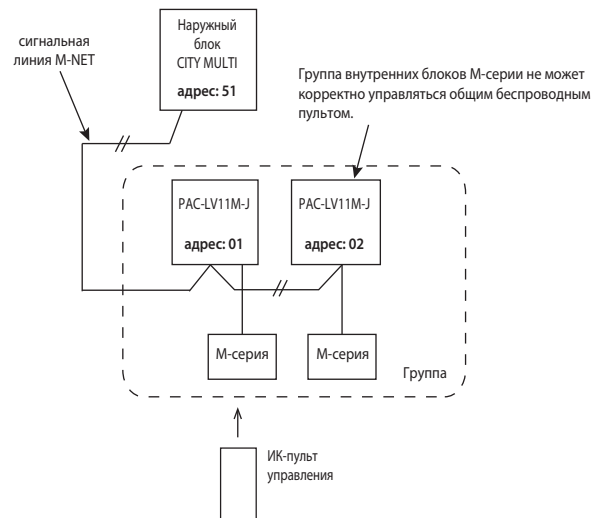 Наружный
блок
CITY MULTI
адрес: 51
сигнальная
линия M-NET
Группа внутренних блоков М-серии не может
корректно управляться общим беспроводным
пультом.
PAC-LV11M-J
адрес: 01
PAC-LV11M-J
адрес: 02
М-серия
М-серия
Группа
ИК-пульт
управления